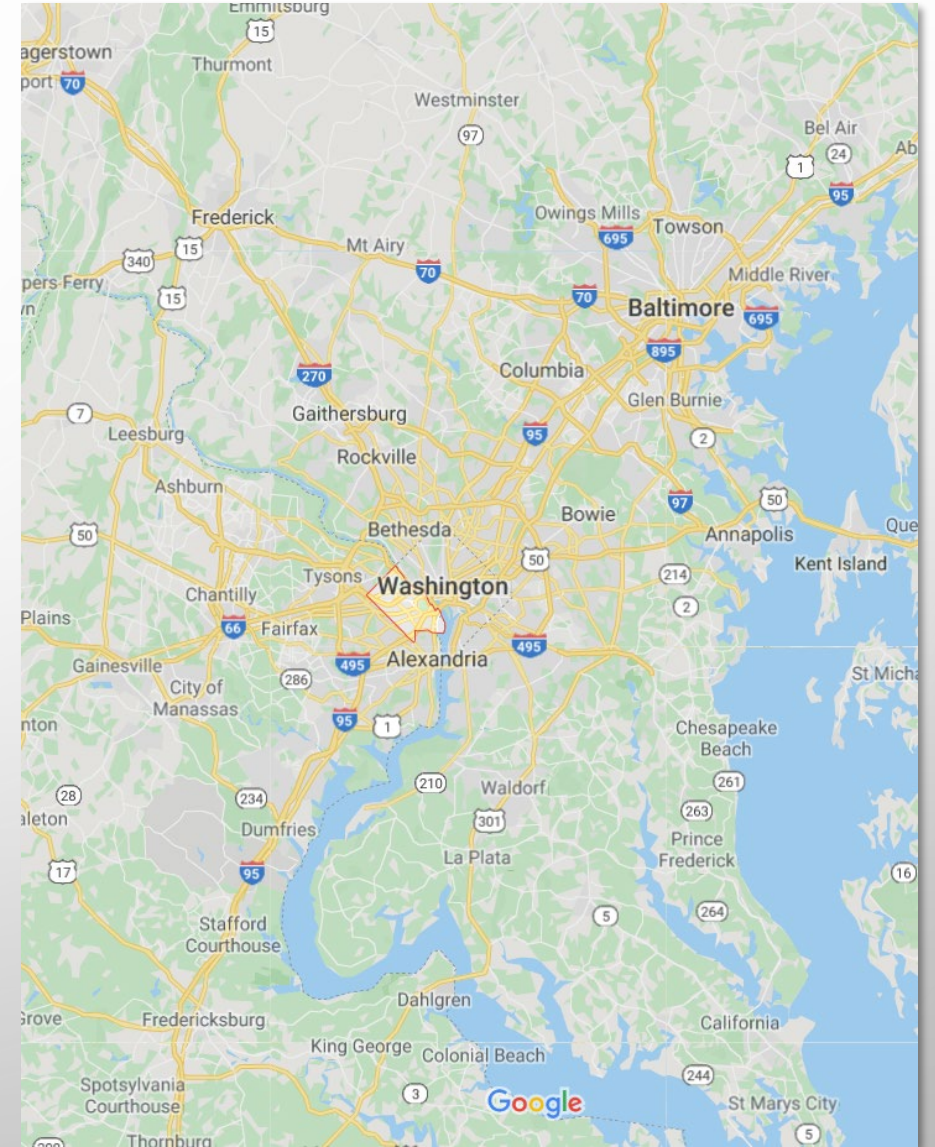 Emmitsburg
15
agerstown
port
70
Thurmont
Westminster
97
Bel Air
24
Ab
1
95
Frederick
Owings Mills
695
Towson
340
15
Mt Airy
70
pers Ferry
15
70
Middle River
Baltimore
695
895
270
Columbia
Gaithersburg
Glen Burnie
7
Leesburg
95
2
Rockville
Ashburn
97
50
Bowie
50
Bethesda
Annapolis
Que
50
Kent Island
Tysons
Washington
214
Chantilly
2
Plains
66
Fairfax
495
Alexandria
495
Gainesville
286
St Micha
City of
Manassas
95
1
nton
Chesapeake
Beach
210
Waldorf
261
28
234
aleton
301
263
Dumfries
Prince
Frederick
La Plata
17
95
16
264
5
Stafford
Courthouse
Dahlgren
Grove
Fredericksburg
California
King George
Colonial Beach
244
Spotsylvania
Courthouse
3
Google
St Marys City
5
Thornburg